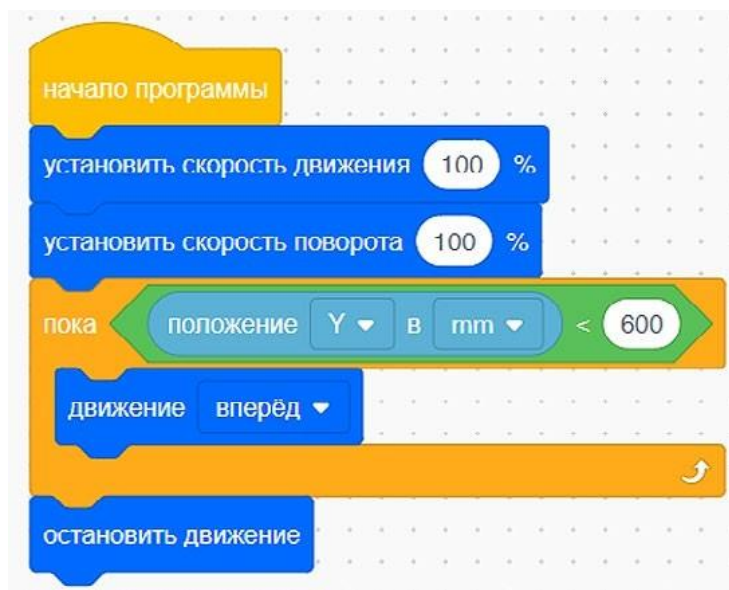 начало программы
установить скорость движения 100 %
установить скорость поворота 100 %
пока положение Y в mm < 600
движение вперёд
остановить движение